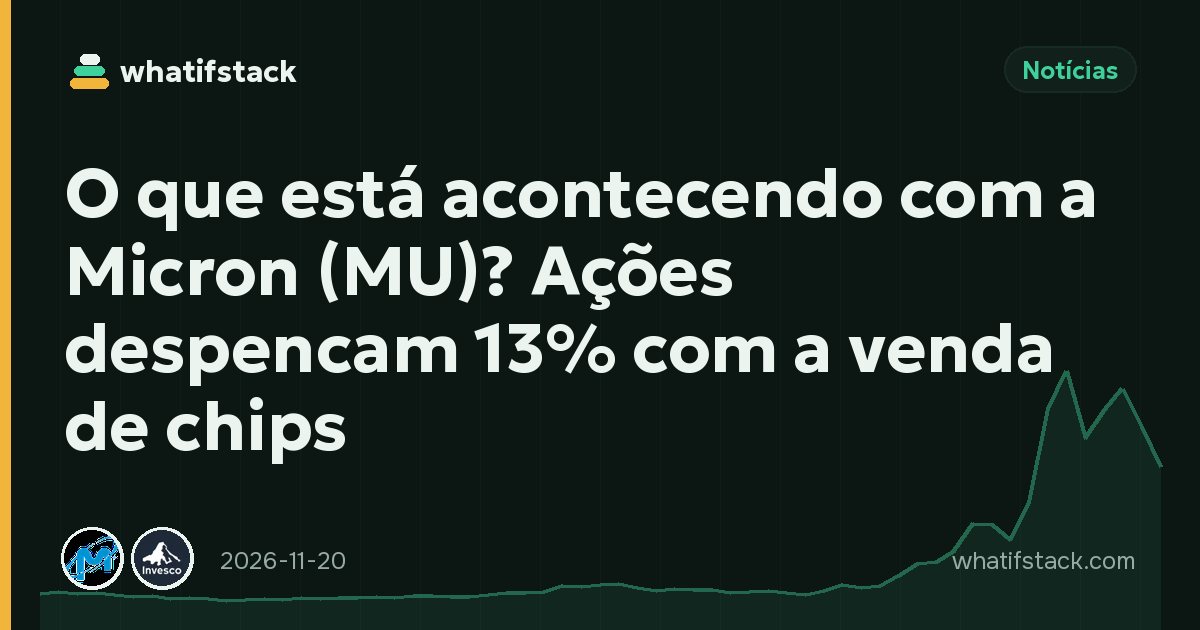 whatifstack
Notícias
O que está acontecendo com a
Micron (MU)? Ações
despencam 13% com a venda
de chips
Invesco
2026-11-20
whatifstack.com